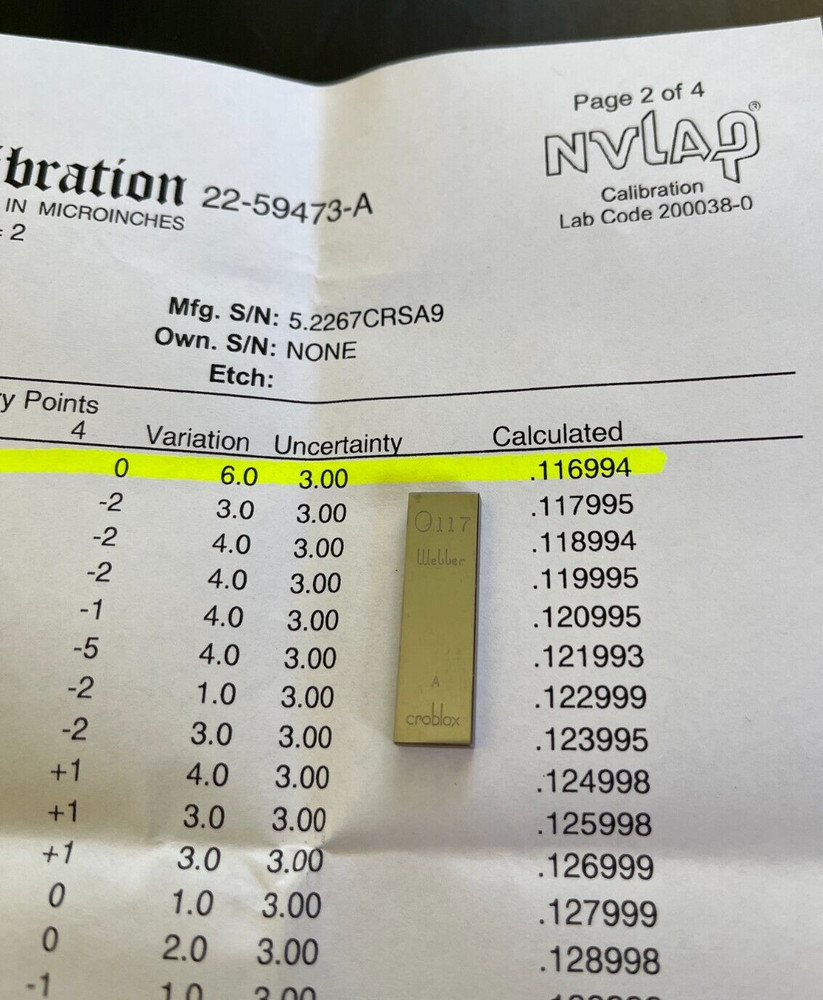 Page 2 of 4
NVLAP®
bration 22-59473-A
IN MICROINCHES
Calibration
Lab Code 200038-0
= 2
Mfg. S/N: 5.2267CRSA9
Own. S/N: NONE
Etch:
y Points
4 Variation Uncertainty Calculated
0 6.0 3.00 .116994
-2 3.0 3.00 .117995
-2 4.0 3.00 .118994
-2 4.0 3.00 .119995
-1 4.0 3.00 .120995
-5 4.0 3.00 .121993
-2 1.0 3.00 .122999
-2 3.0 3.00 .123995
+1 4.0 3.00 .124998
+1 3.0 3.00 .125998
+1 3.0 3.00 .126999
0 1.0 3.00 .127999
0 2.0 3.00 .128998
-1 1.0 3.00
0.117
Webber
A
croblox